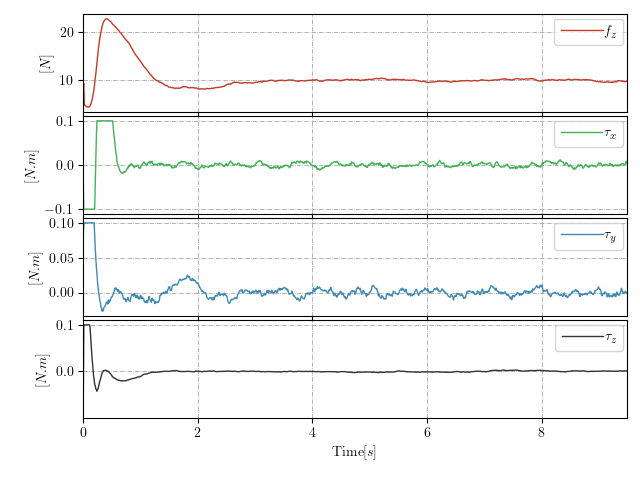 20
10
[N]
f_z
0.1
0.0
−0.1
[N.m]
τ_x
0.10
0.05
0.00
[N.m]
τ_y
0.1
0.0
[N.m]
τ_z
0 2 4 6 8
Time[s]